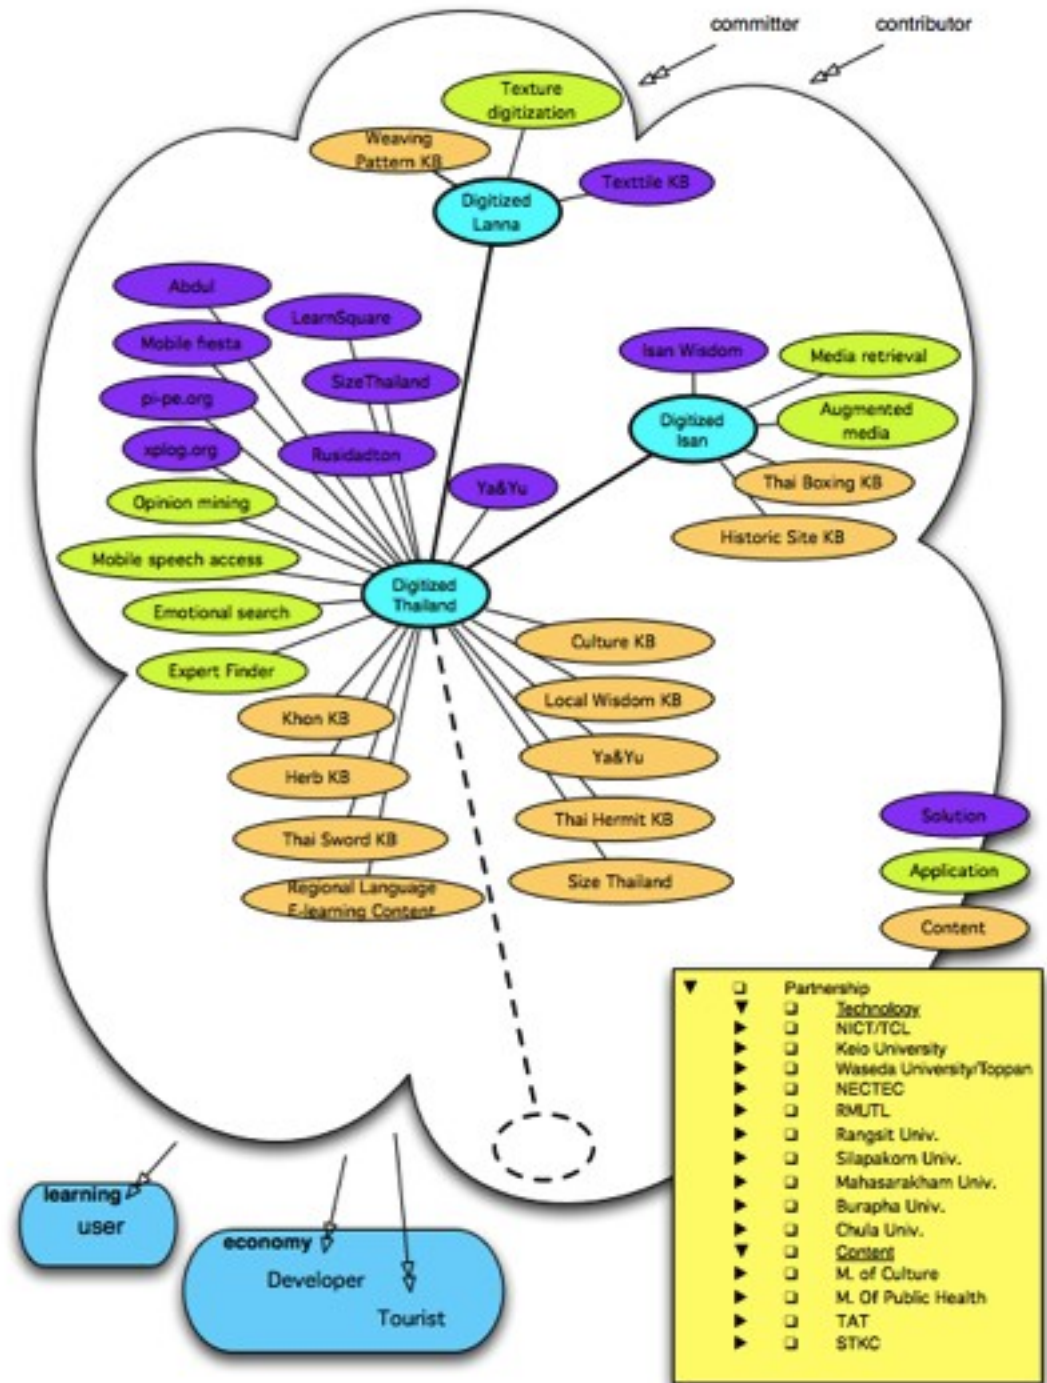 committer
contributor
Texture
digitization
Weaving
Pattern KB
Texttile KB
Digitized
Lanna
Abdul
LearnSquare
Mobile fiesta
Isan Wisdom
Media retrieval
SizeThailand
pi-pe.org
Augmented
media
Digitized
Isan
xplog.org
Rusidadton
Ya&Yu
Thai Boxing KB
Opinion mining
Historic Site KB
Mobile speech access
Digitized
Thailand
Emotional search
Culture KB
Expert Finder
Local Wisdom KB
Khon KB
Ya&Yu
Herb KB
Thai Hermit KB
Thai Sword KB
Size Thailand
Regional Language
E-learning Content
Solution
Application
Content
Partnership
Technology
NICT/TCL
Keio University
Waseda University/Toppan
NECTEC
RMUTL
Rangsit Univ.
Silapakorn Univ.
Mahasarakham Univ.
Burapha Univ.
Chula Univ.
Content
M. of Culture
M. Of Public Health
TAT
STKC
learning
user
economy
Developer
Tourist